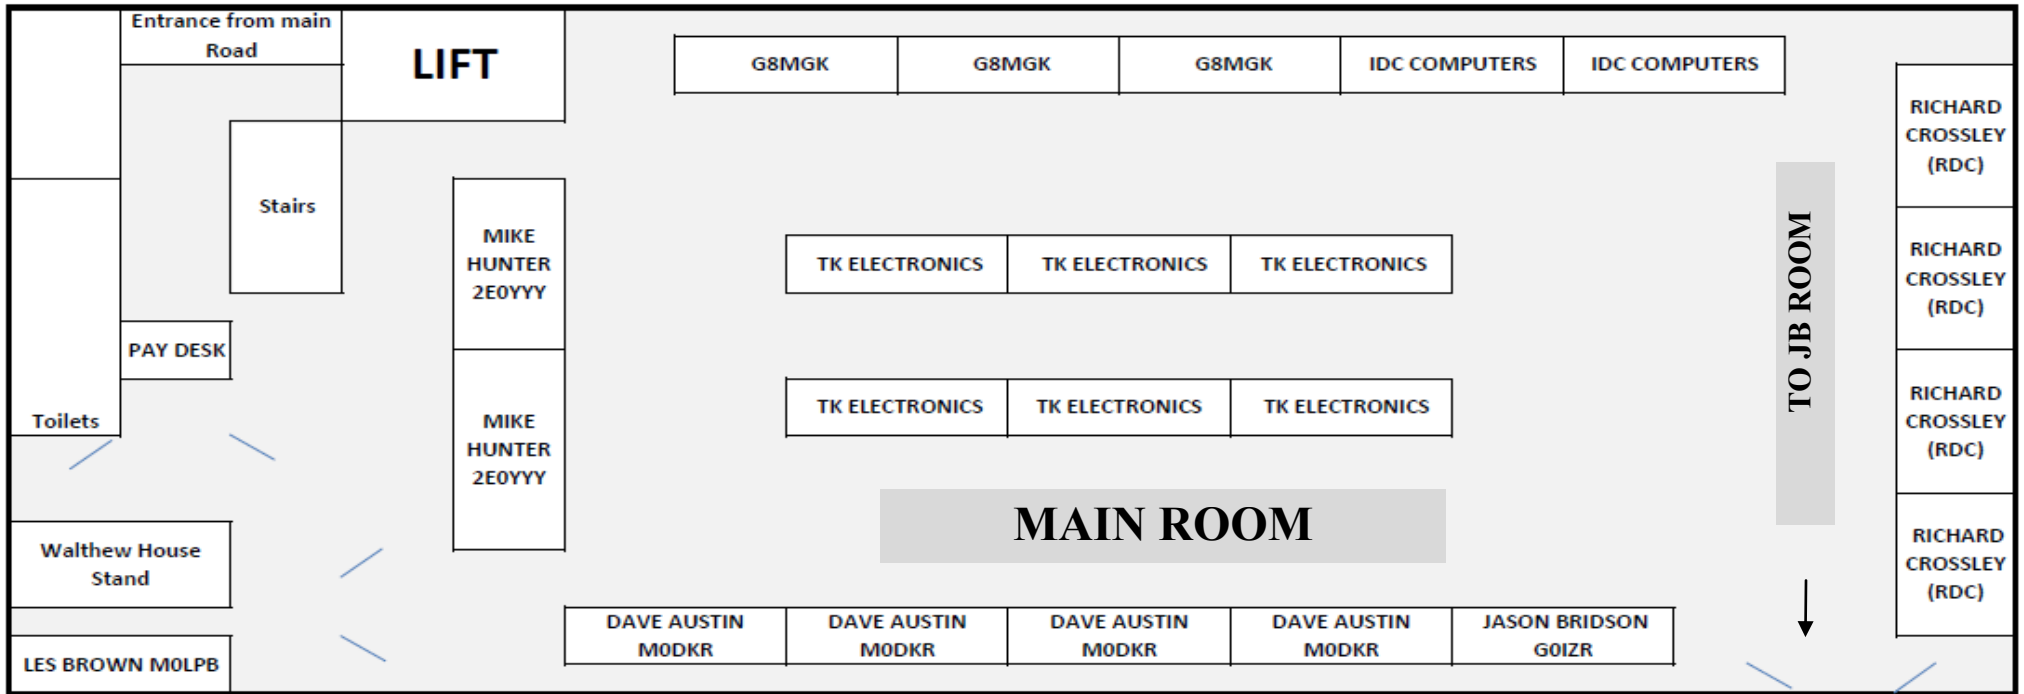 Entrance from main
Road
LIFT
G8MGK
G8MGK
G8MGK
IDC COMPUTERS
IDC COMPUTERS
RICHARD
CROSSLEY
(RDC)
Stairs
MIKE
HUNTER
2E0YYY
TK ELECTRONICS
TK ELECTRONICS
TK ELECTRONICS
TO JB ROOM
RICHARD
CROSSLEY
(RDC)
PAY DESK
Toilets
MIKE
HUNTER
2E0YYY
TK ELECTRONICS
TK ELECTRONICS
TK ELECTRONICS
RICHARD
CROSSLEY
(RDC)
MAIN ROOM
Walthew House
Stand
RICHARD
CROSSLEY
(RDC)
LES BROWN M0LPB
DAVE AUSTIN
M0DKR
DAVE AUSTIN
M0DKR
DAVE AUSTIN
M0DKR
DAVE AUSTIN
M0DKR
JASON BRIDSON
G0IZR